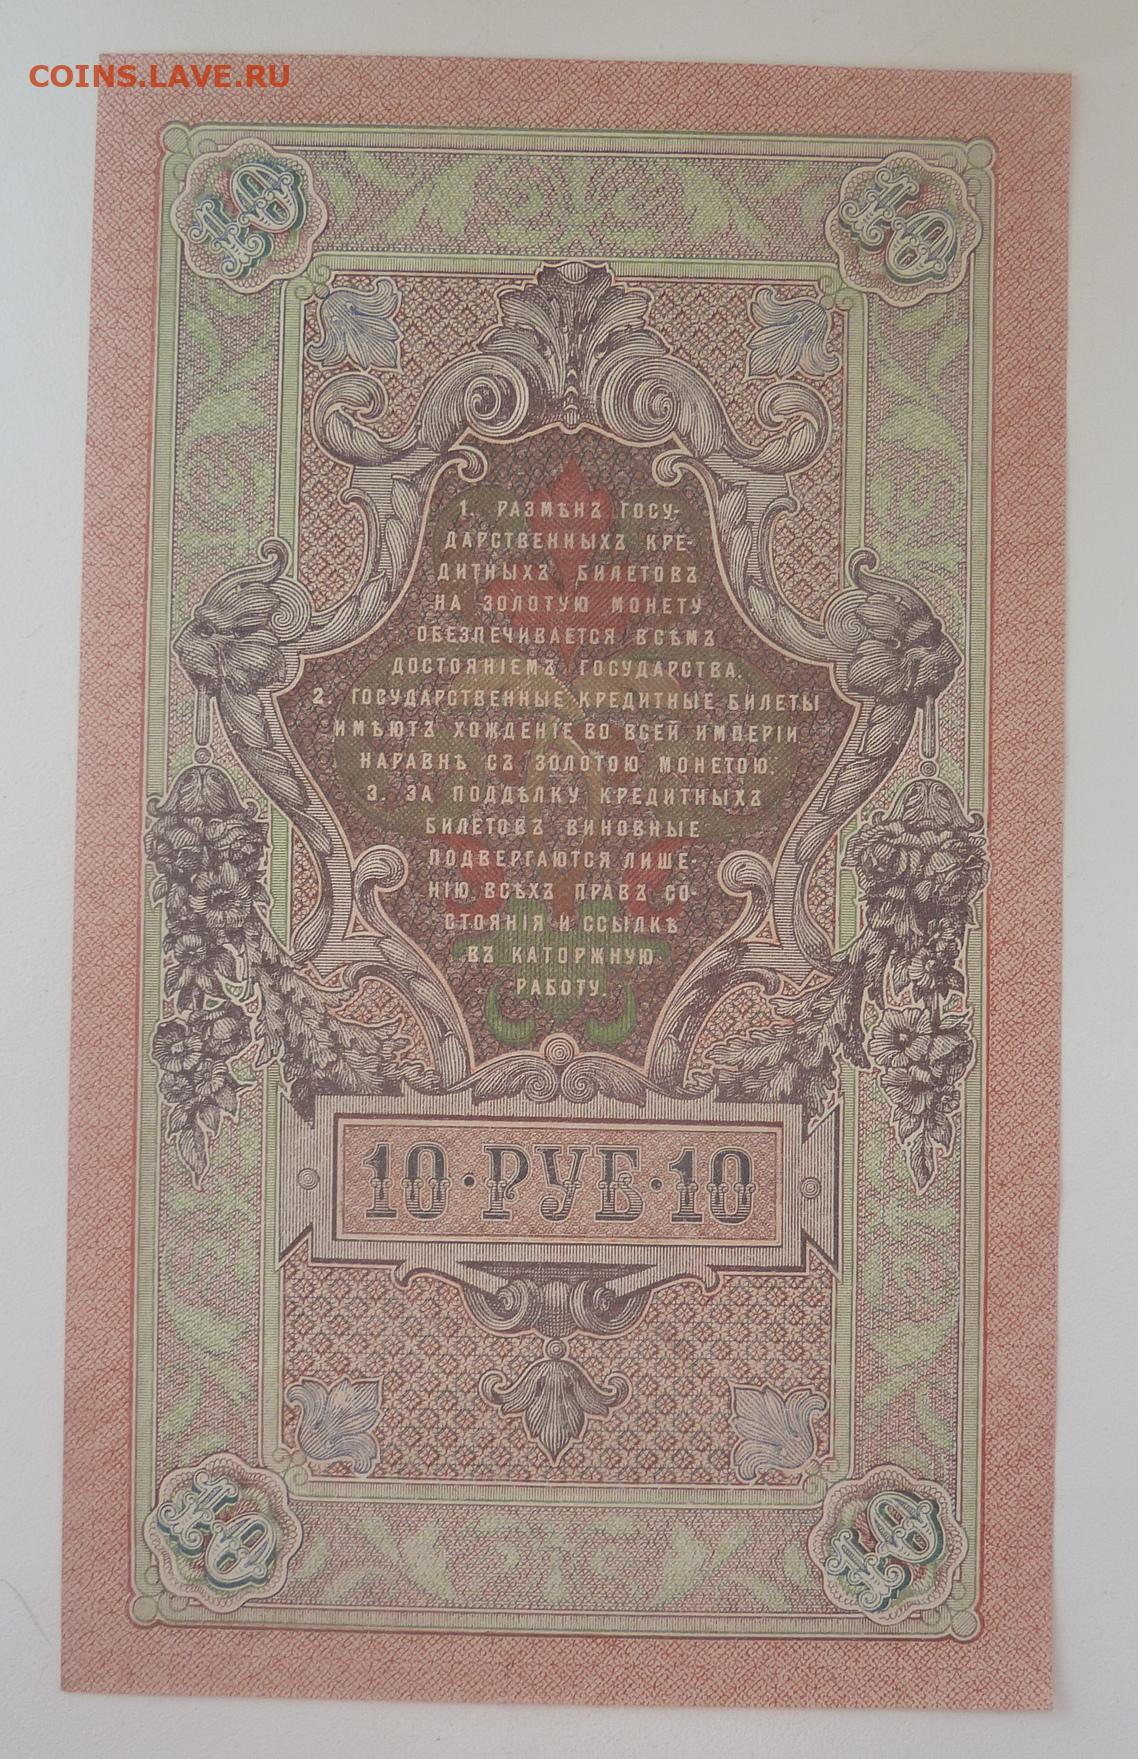 COINS.LAVE.RU
10 10
1. РАЗМѢНЪ ГОСУ-
ДАРСТВЕННЫХЪ КРЕ-
ДИТНЫХЪ БИЛЕТОВЪ
НА ЗОЛОТУЮ МОНЕТУ
ОБЕЗПЕЧИВАЕТСЯ ВСѢМЪ
ДОСТОЯНІЕМЪ ГОСУДАРСТВА.
2. ГОСУДАРСТВЕННЫЕ КРЕДИТНЫЕ БИЛЕТЫ
ИМѢЮТЪ ХОЖДЕНІЕ ВО ВСЕЙ ИМПЕРІИ
НАРАВНѢ СЪ ЗОЛОТОЮ МОНЕТОЮ.
3. ЗА ПОДДѢЛКУ КРЕДИТНЫХЪ
БИЛЕТОВЪ ВИНОВНЫЕ
ПОДВЕРГАЮТСЯ ЛИШЕ-
НІЮ ВСѢХЪ ПРАВЪ СО-
СТОЯНІЯ И ССЫЛКѢ
ВЪ КАТОРЖНУЮ
РАБОТУ.
10·РУБ·10
10 10